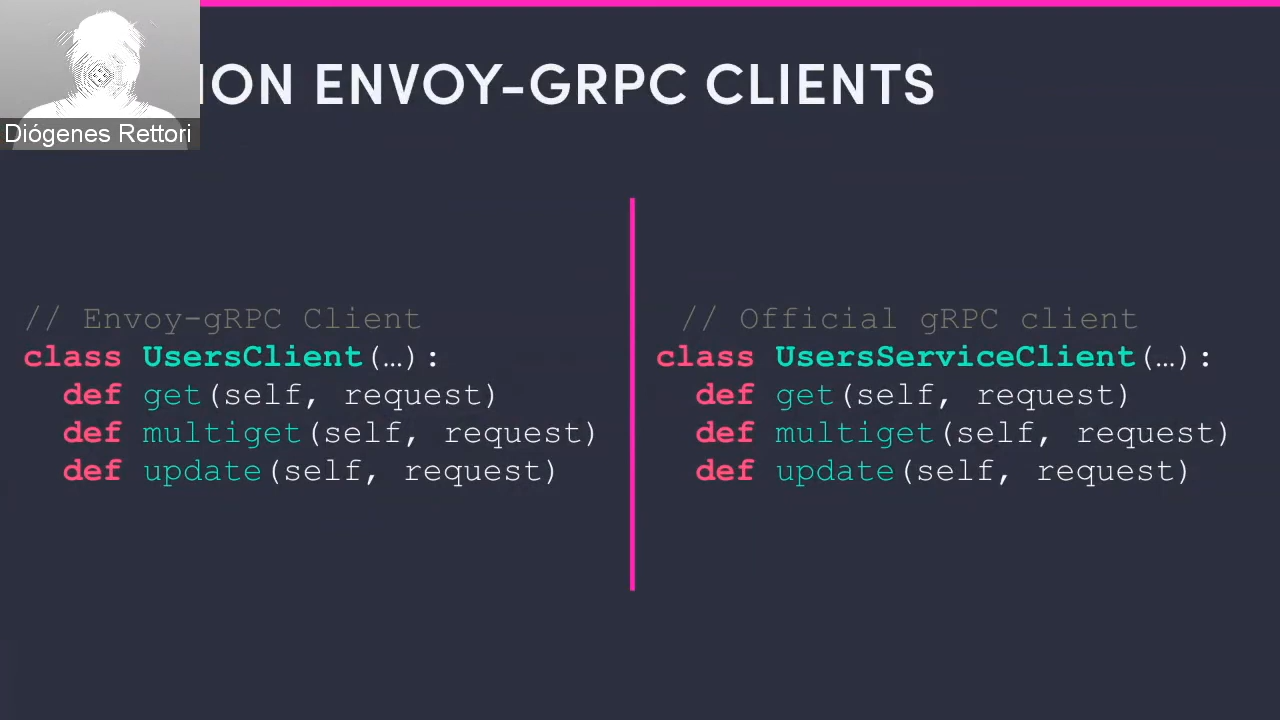 ION ENVOY-GRPC CLIENTS
Diógenes Rettori
// Envoy-gRPC Client
class UsersClient(…):
def get(self, request)
def multiget(self, request)
def update(self, request)
// Official gRPC client
class UsersServiceClient(…):
def get(self, request)
def multiget(self, request)
def update(self, request)